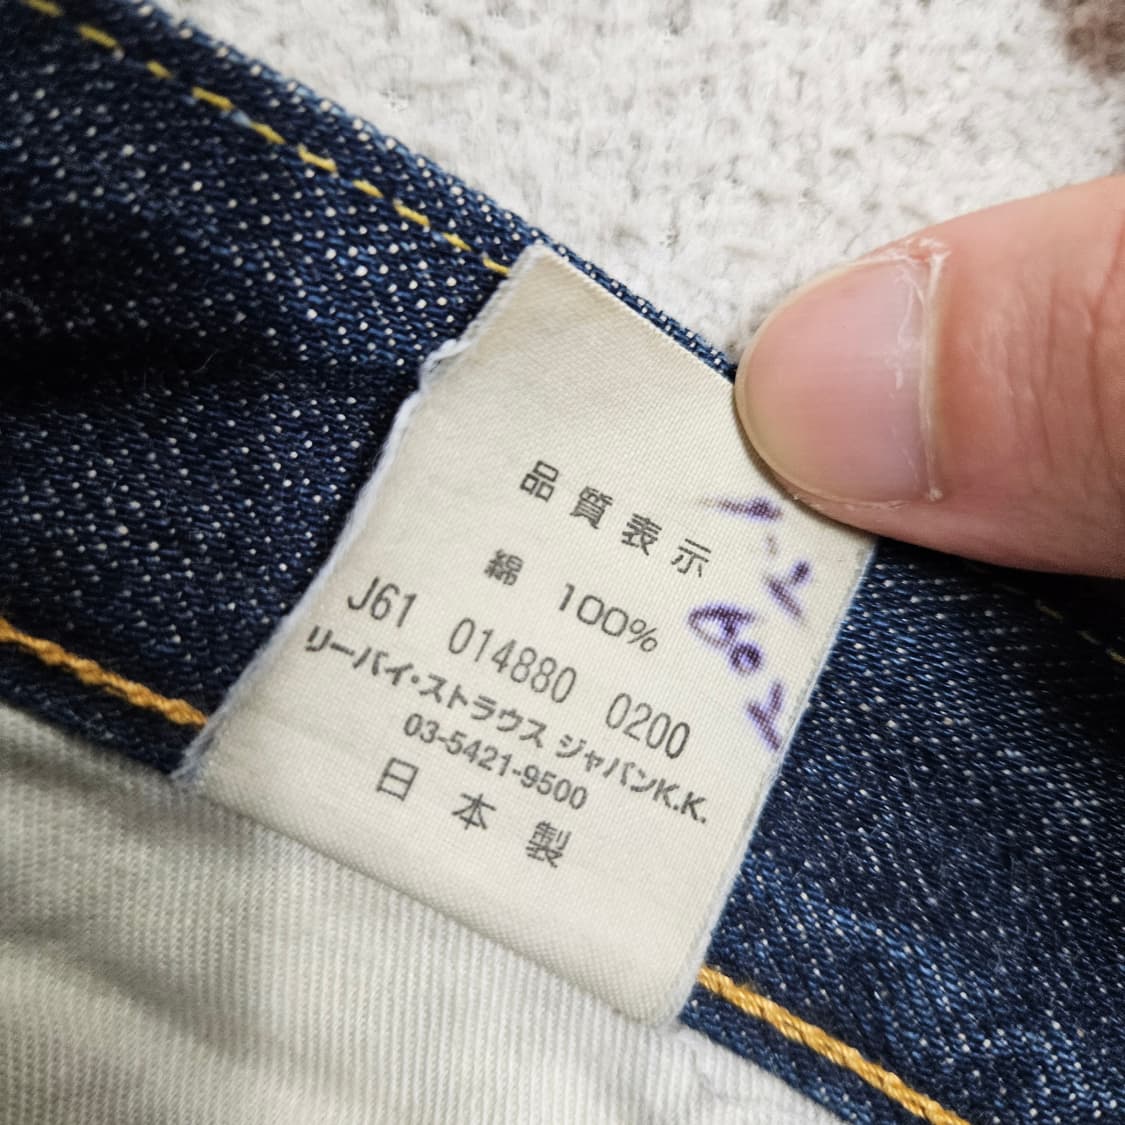 品質表示
綿 100%
J61 014880 0200
リーバイ・ストラウス ジャパンK.K.
03-5421-9500
日本製